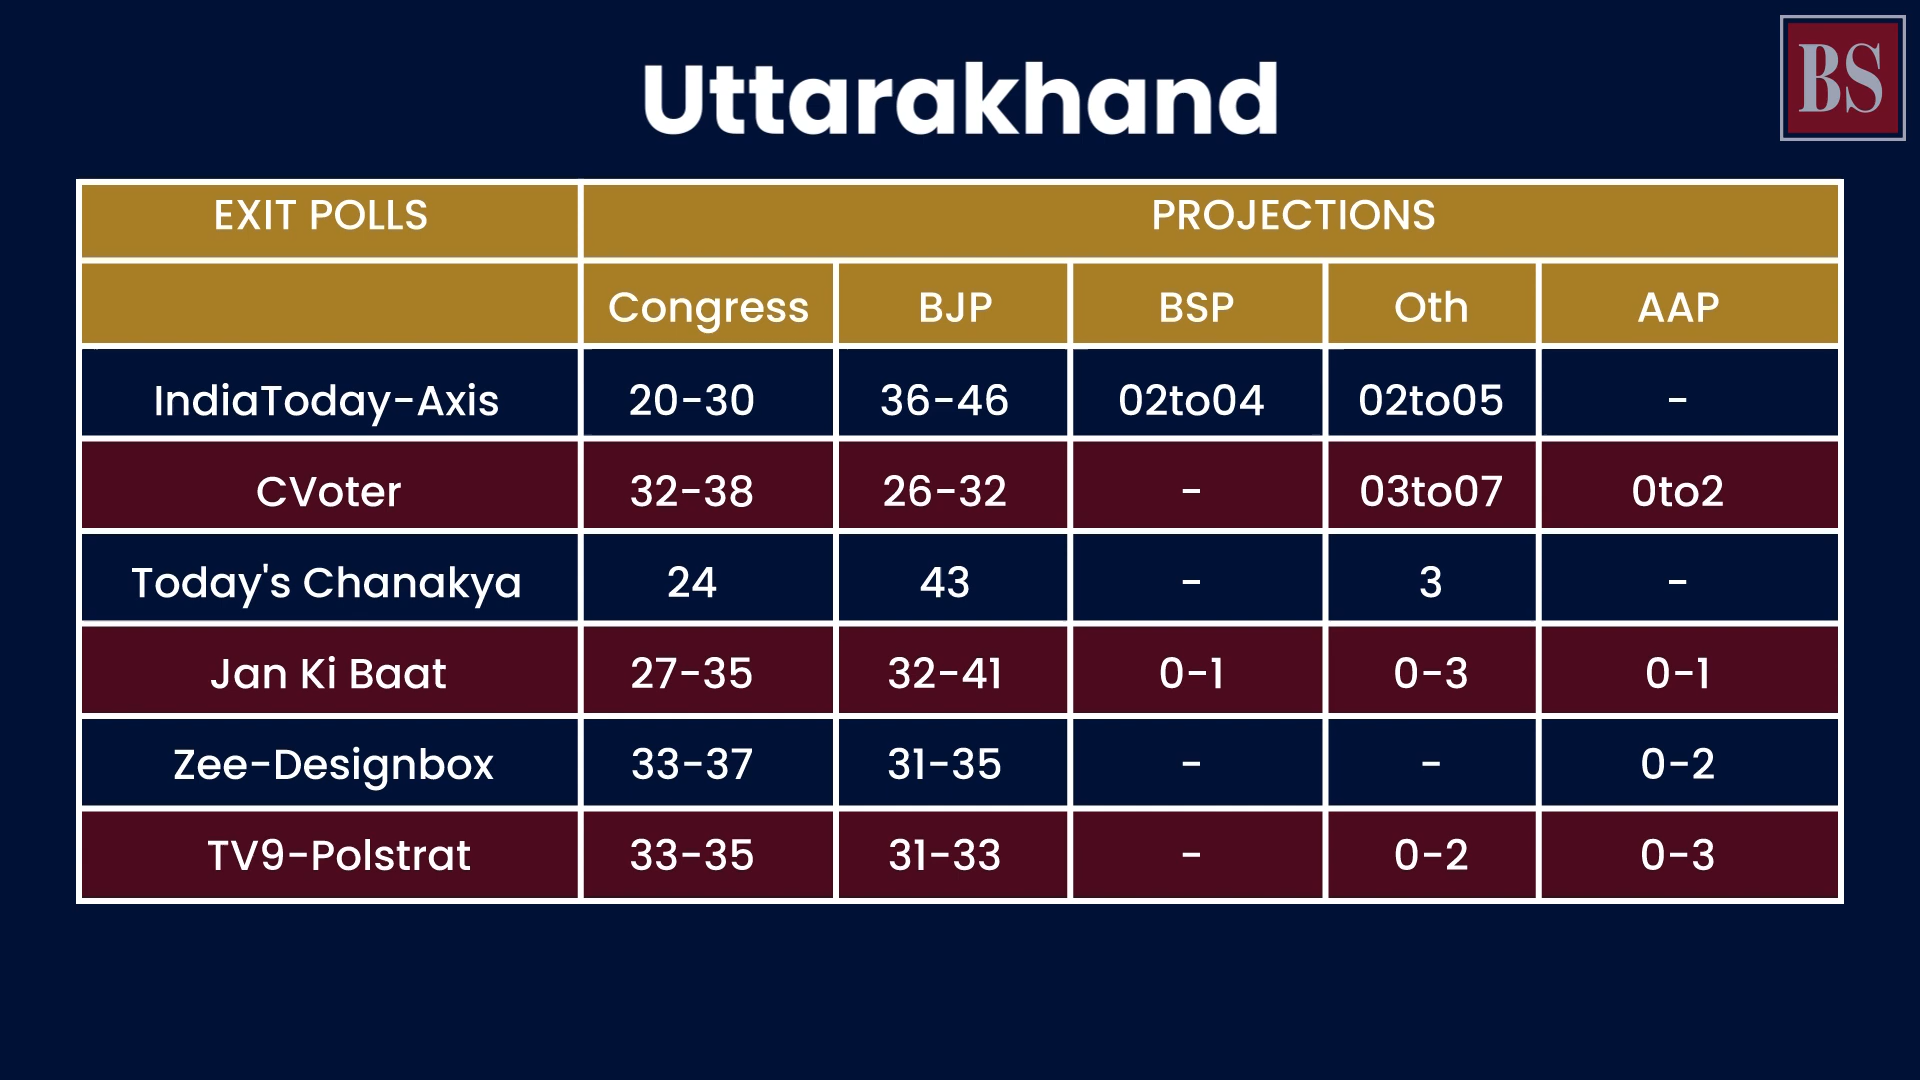 BS
Uttarakhand
EXIT POLLS PROJECTIONS
Congress BJP BSP Oth AAP
IndiaToday-Axis 20-30 36-46 02to04 02to05 -
CVoter 32-38 26-32 - 03to07 0to2
Today's Chanakya 24 43 - 3 -
Jan Ki Baat 27-35 32-41 0-1 0-3 0-1
Zee-Designbox 33-37 31-35 - - 0-2
TV9-Polstrat 33-35 31-33 - 0-2 0-3